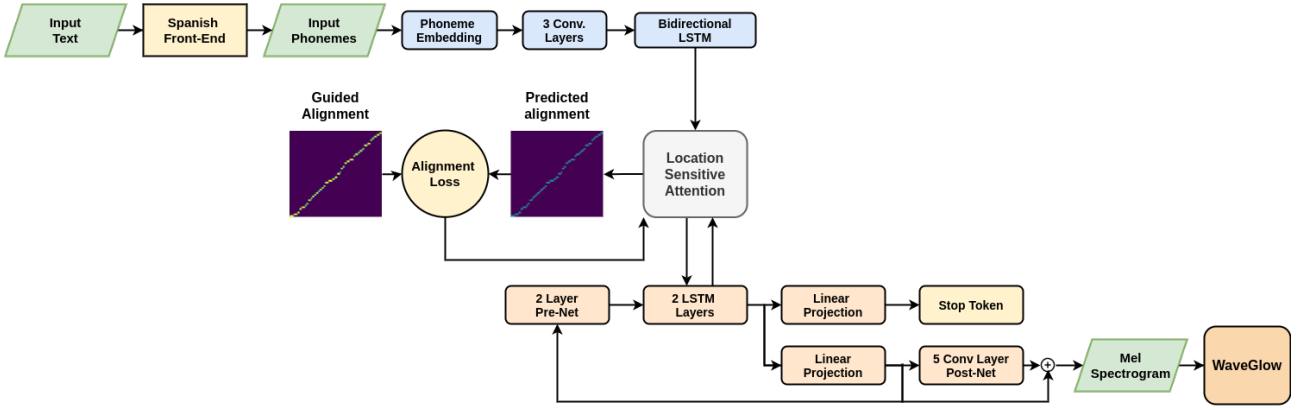 Input
Text
Spanish
Front-End
Input
Phonemes
Phoneme
Embedding
3 Conv.
Layers
Bidirectional
LSTM
Guided
Alignment
Predicted
alignment
Alignment
Loss
Location
Sensitive
Attention
2 Layer
Pre-Net
2 LSTM
Layers
Linear
Projection
Stop Token
Linear
Projection
5 Conv Layer
Post-Net
Mel
Spectrogram
WaveGlow